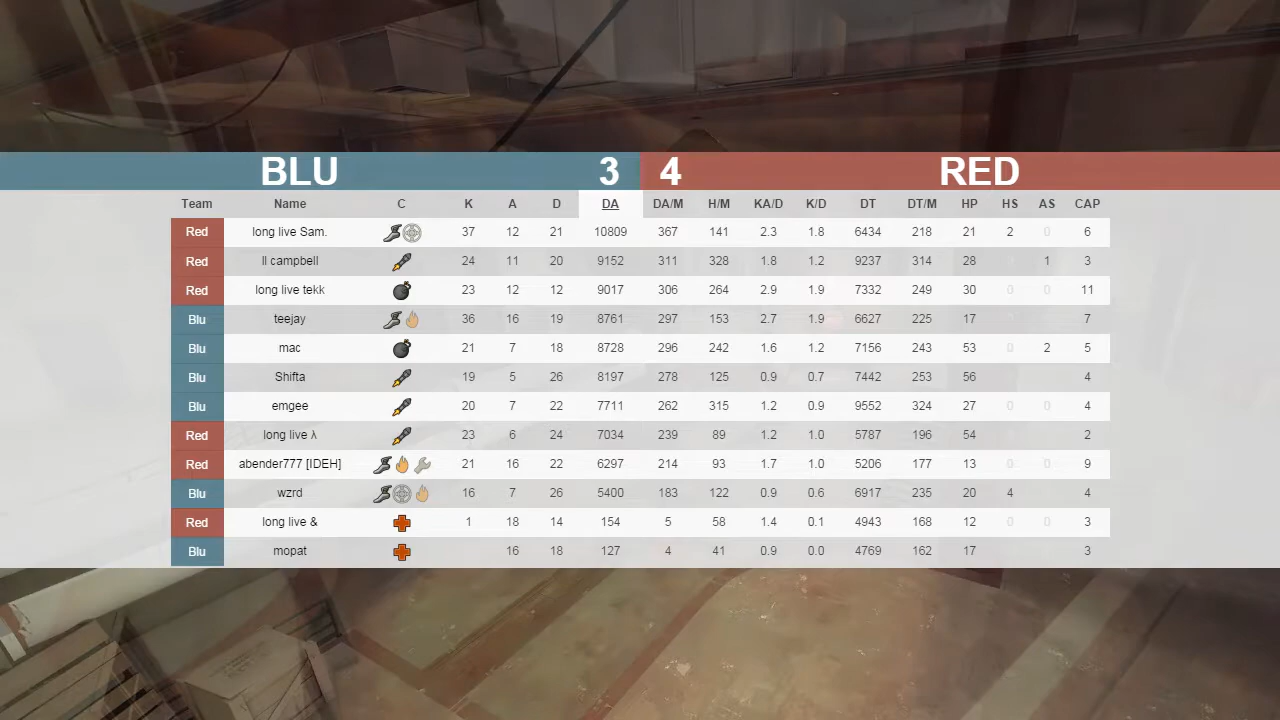 BLU 3 4 RED
Team Name C K A D DA DA/M H/M KA/D K/D DT DT/M HP HS AS CAP
Red long live Sam. 37 12 21 10809 367 141 2.3 1.8 6434 218 21 2 0 6
Red ll campbell 24 11 20 9152 311 328 1.8 1.2 9237 314 28 1 3
Red long live tekk 23 12 12 9017 306 264 2.9 1.9 7332 249 30 0 0 11
Blu teejay 36 16 19 8761 297 153 2.7 1.9 6627 225 17 7
Blu mac 21 7 18 8728 296 242 1.6 1.2 7156 243 53 0 2 5
Blu Shifta 19 5 26 8197 278 125 0.9 0.7 7442 253 56 4
Blu emgee 20 7 22 7711 262 315 1.2 0.9 9552 324 27 0 0 4
Red long live λ 23 6 24 7034 239 89 1.2 1.0 5787 196 54 2
Red abender777 [IDEH] 21 16 22 6297 214 93 1.7 1.0 5206 177 13 0 0 9
Blu wzrd 16 7 26 5400 183 122 0.9 0.6 6917 235 20 4 4
Red long live & 1 18 14 154 5 58 1.4 0.1 4943 168 12 0 0 3
Blu mopat 16 18 127 4 41 0.9 0.0 4769 162 17 3